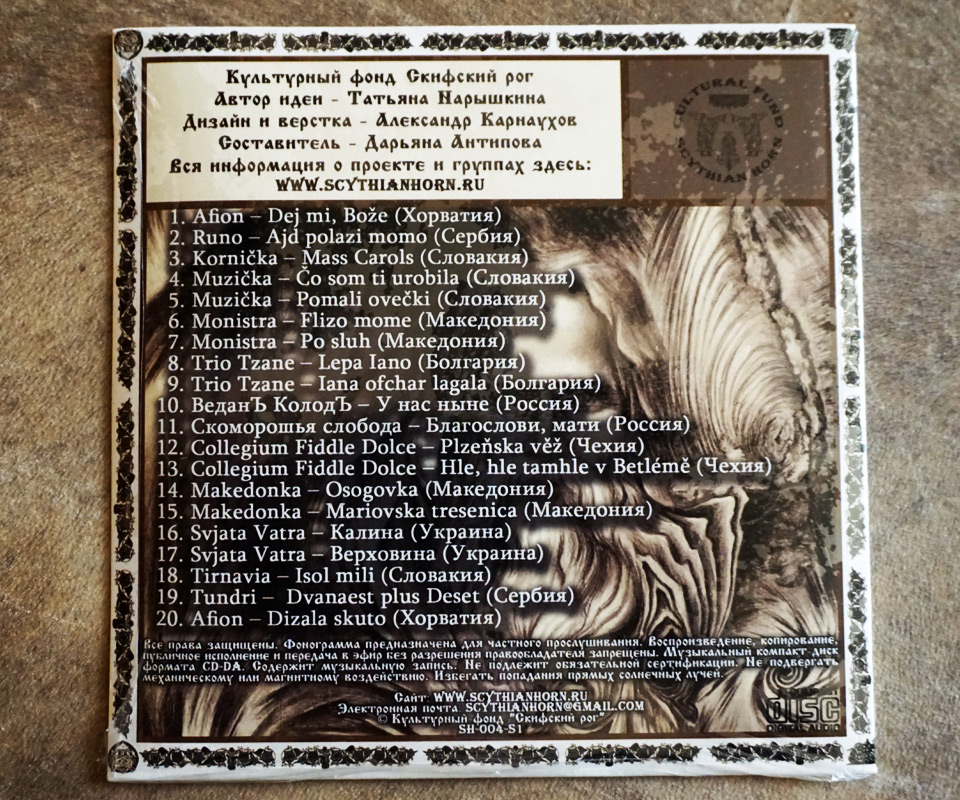 Культурный фонд Скифский рог
Автор идеи - Татьяна Нарышкина
Дизайн и верстка - Александр Карнаухов
Составитель - Дарьяна Антипова
Вся информация о проекте и группах здесь:
WWW.SCYTHIANHORN.RU
CULTURAL FUND
SCYTHIAN HORN
1. Afion – Dej mi, Bože (Хорватия)
2. Runo – Ajd polazi momo (Сербия)
3. Kornička – Mass Carols (Словакия)
4. Muzička – Čo som ti urobila (Словакия)
5. Muzička – Pomali ovečki (Словакия)
6. Monistra – Flizo mome (Македония)
7. Monistra – Po sluh (Македония)
8. Trio Tzane – Lepa Iano (Болгария)
9. Trio Tzane – Iana ofchar lagala (Болгария)
10. ВеданЪ КолодЪ – У нас ныне (Россия)
11. Скоморошья слобода – Благослови, мати (Россия)
12. Collegium Fiddle Dolce – Plzeňska věž (Чехия)
13. Collegium Fiddle Dolce – Hle, hle tamhle v Betlémě (Чехия)
14. Makedonka – Osogovka (Македония)
15. Makedonka – Mariovska tresenica (Македония)
16. Svjata Vatra – Калина (Украина)
17. Svjata Vatra – Верховина (Украина)
18. Tirnavia – Isol mili (Словакия)
19. Tundri – Dvanaest plus Deset (Сербия)
20. Afion – Dizala skuto (Хорватия)
Все права защищены. Фонограмма предназначена для частного прослушивания. Воспроизведение, копирование,
публичное исполнение и передача в эфир без разрешения правообладателя запрещены. Музыкальный компакт-диск
формата CD-DA. Содержит музыкальную запись. Не подлежит обязательной сертификации. Не подвергать
механическому или магнитному воздействию. Избегать попадания прямых солнечных лучей.
Сайт: WWW.SCYTHIANHORN.RU
Электронная почта: SCYTHIANHORN@GMAIL.COM
© Культурный фонд "Скифский рог"
SH-004-S1
COMPACT
DISC
DIGITAL AUDIO